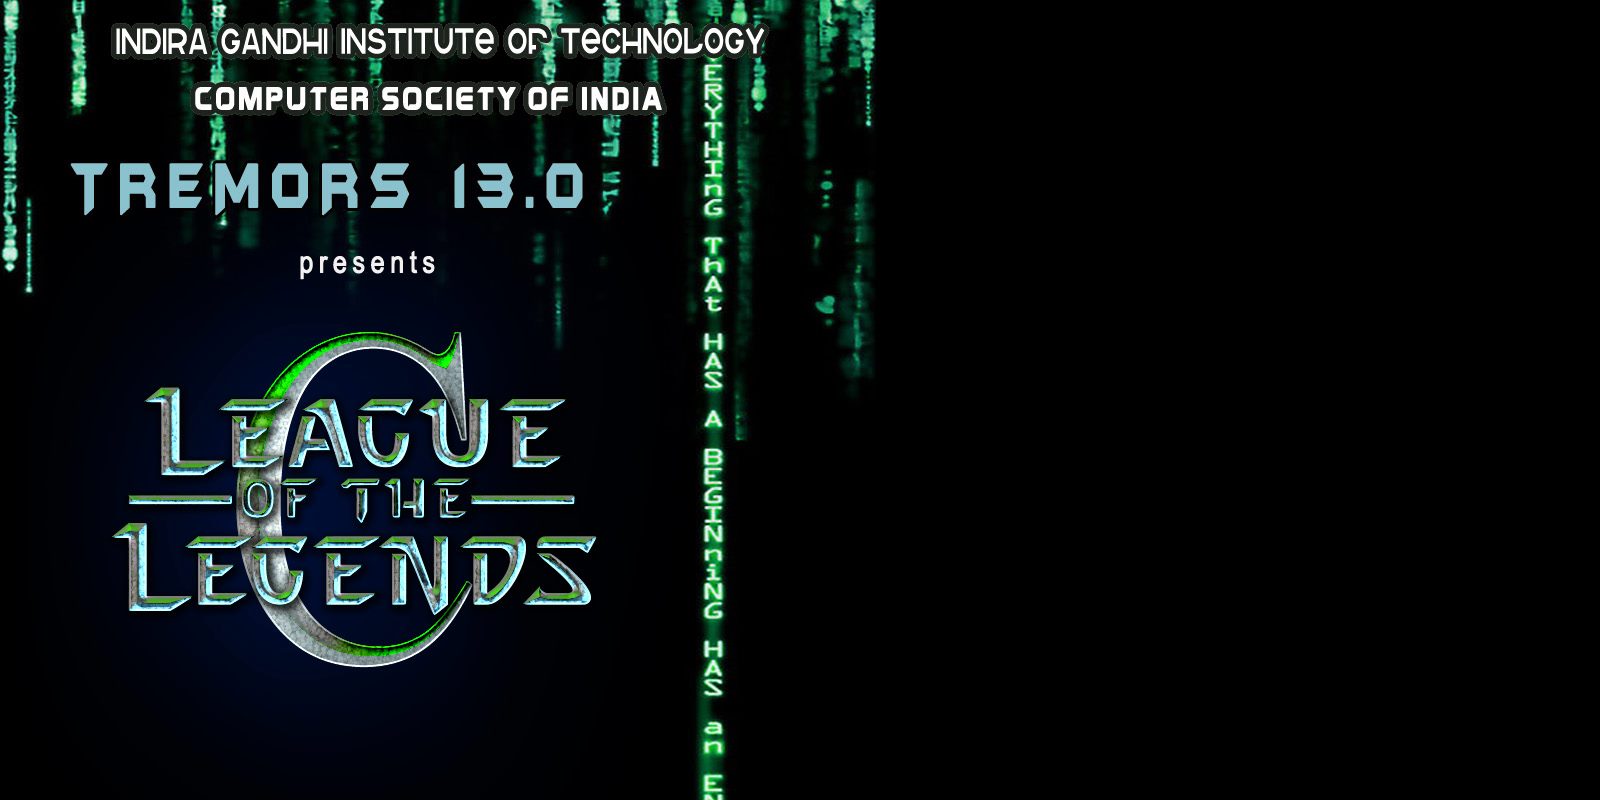 INDIRA GANDHI INSTITUTE OF TECHNOLOGY
COMPUTER SOCIETY OF INDIA
TREMORS 13.0
presents
C
LEAGUE
OF THE
LEGENDS
ERYTHING THAt HAS A BEGINNiNG HAS an EN